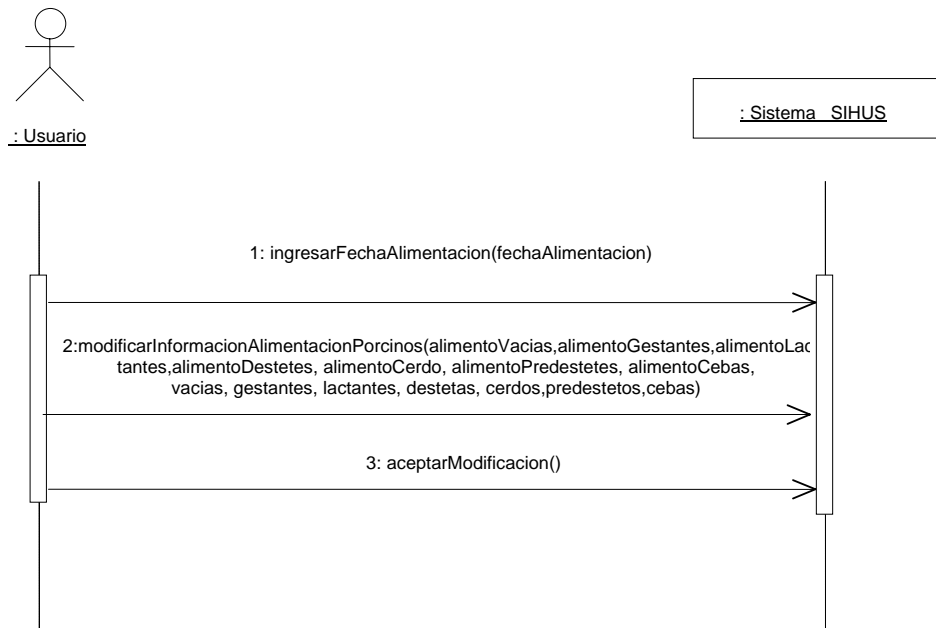 : Usuario
: Sistema SIHUS
1: ingresarFechaAlimentacion(fechaAlimentacion)
2:modificarInformacionAlimentacionPorcinos(alimentoVacias,alimentoGestantes,alimentoLac
tantes,alimentoDestetes, alimentoCerdo, alimentoPredestetes, alimentoCebas,
vacias, gestantes, lactantes, destetas, cerdos,predestetos,cebas)
3: aceptarModificacion()